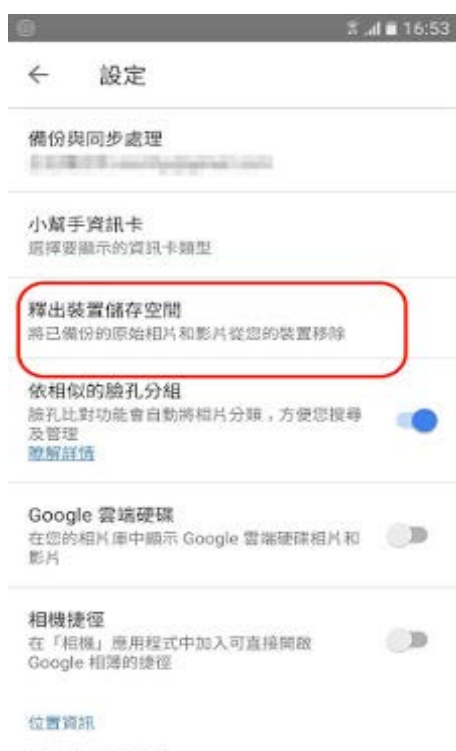 16:53
設定
備份與同步處理
小幫手資訊卡
選擇要顯示的資訊卡類型
釋出裝置儲存空間
將已備份的原始相片和影片從您的裝置移除
依相似的臉孔分組
臉孔比對功能會自動將相片分類，方便您搜尋
及管理
瞭解詳情
Google 雲端硬碟
在您的相片庫中顯示 Google 雲端硬碟相片和
影片
相機捷徑
在「相機」應用程式中加入可直接開啟
Google 相簿的捷徑
位置資訊